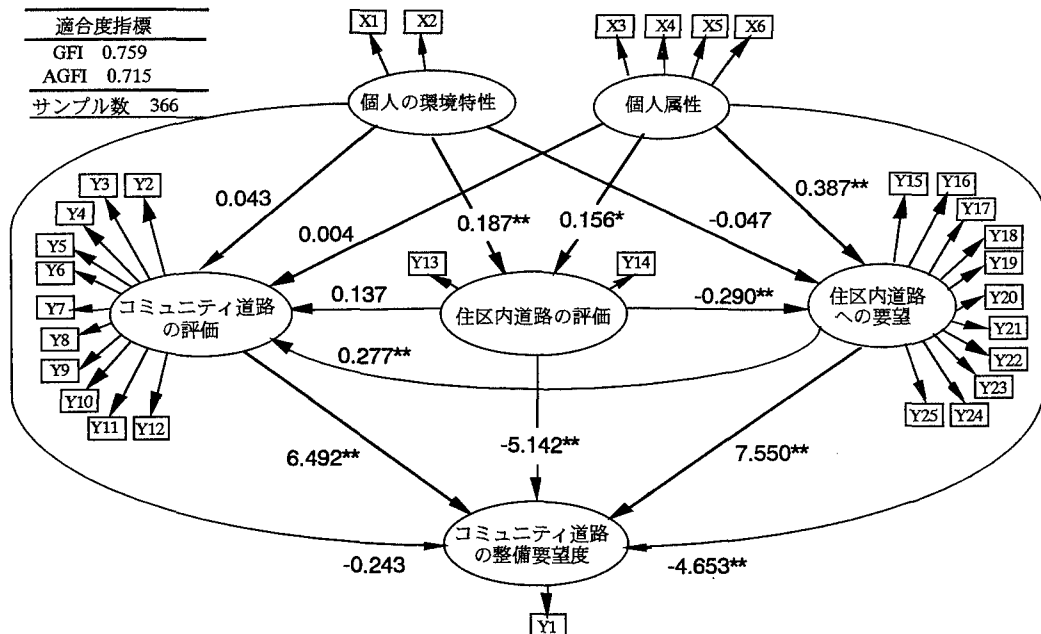 適合度指標
GFI 0.759
AGFI 0.715
サンプル数 366
X1
X2
X3
X4
X5
X6
個人の環境特性
個人属性
0.043
0.004
0.187**
0.156*
-0.047
0.387**
Y2
Y3
Y4
Y5
Y6
Y7
Y8
Y9
Y10
Y11
Y12
コミュニティ道路
の評価
Y13
Y14
住区内道路の評価
0.137
-0.290**
0.277**
Y15
Y16
Y17
Y18
Y19
Y20
Y21
Y22
Y23
Y24
Y25
住区内道路
への要望
6.492**
-5.142**
7.550**
コミュニティ道路
の整備要望度
-0.243
-4.653**
Y1